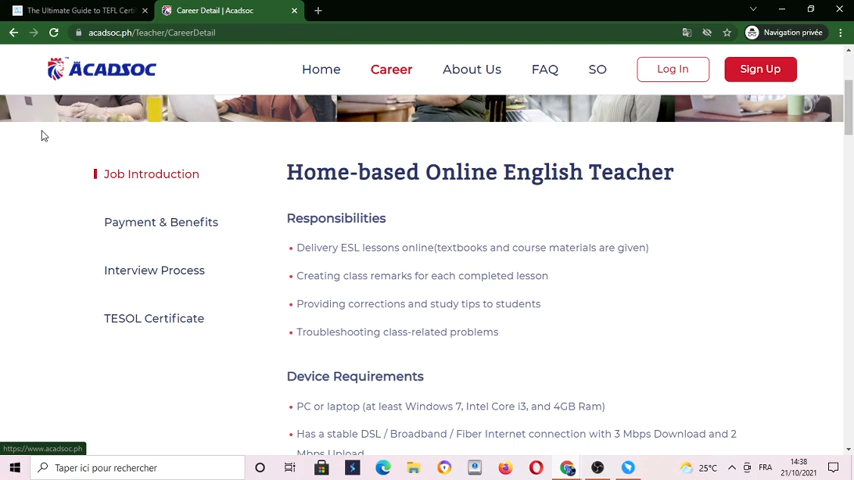 The Ultimate Guide to TEFL Certi
Career Detail | Acadsoc
acadsoc.ph/Teacher/CareerDetail
Navigation privée
ACADSOC
Home
Career
About Us
FAQ
SO
Log In
Sign Up
Job Introduction
Payment & Benefits
Interview Process
TESOL Certificate
Home-based Online English Teacher
Responsibilities
Delivery ESL lessons online(textbooks and course materials are given)
Creating class remarks for each completed lesson
Providing corrections and study tips to students
Troubleshooting class-related problems
Device Requirements
PC or laptop (at least Windows 7, Intel Core i3, and 4GB Ram)
Has a stable DSL / Broadband / Fiber Internet connection with 3 Mbps Download and 2
Mbps Upload
https://www.acadsoc.ph
Taper ici pour rechercher
25°C
FRA
14:38
21/10/2021